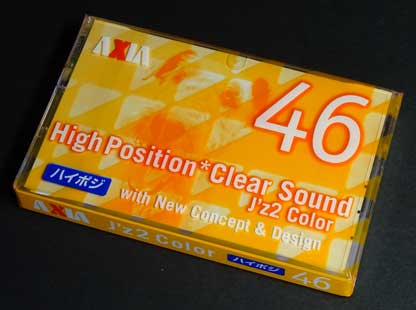 AXIA
46
High Position*Clear Sound
J'z2 Color
ハイポジ
with New Concept & Design
AXIA
J'z2 Color
ハイポジ
46